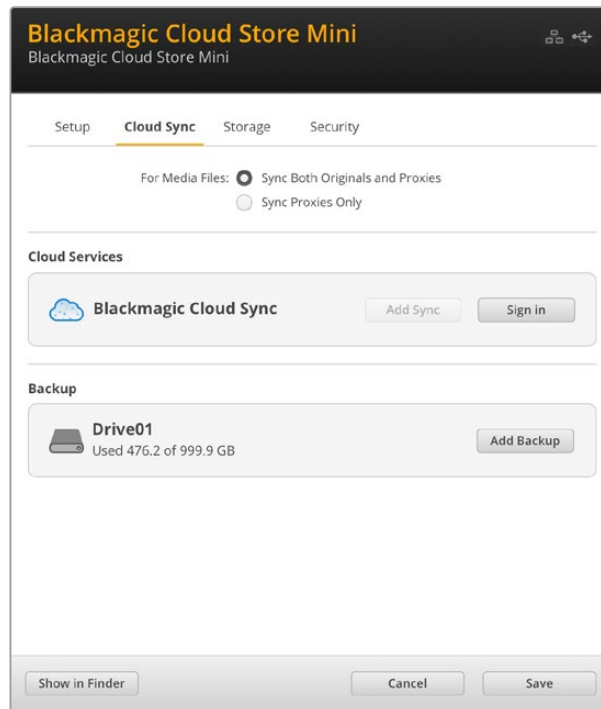 Blackmagic Cloud Store Mini
Blackmagic Cloud Store Mini
Setup Cloud Sync Storage Security
For Media Files: Sync Both Originals and Proxies
Sync Proxies Only
Cloud Services
Blackmagic Cloud Sync Add Sync Sign in
Backup
Drive01
Used 476.2 of 999.9 GB
Add Backup
Show in Finder Cancel Save